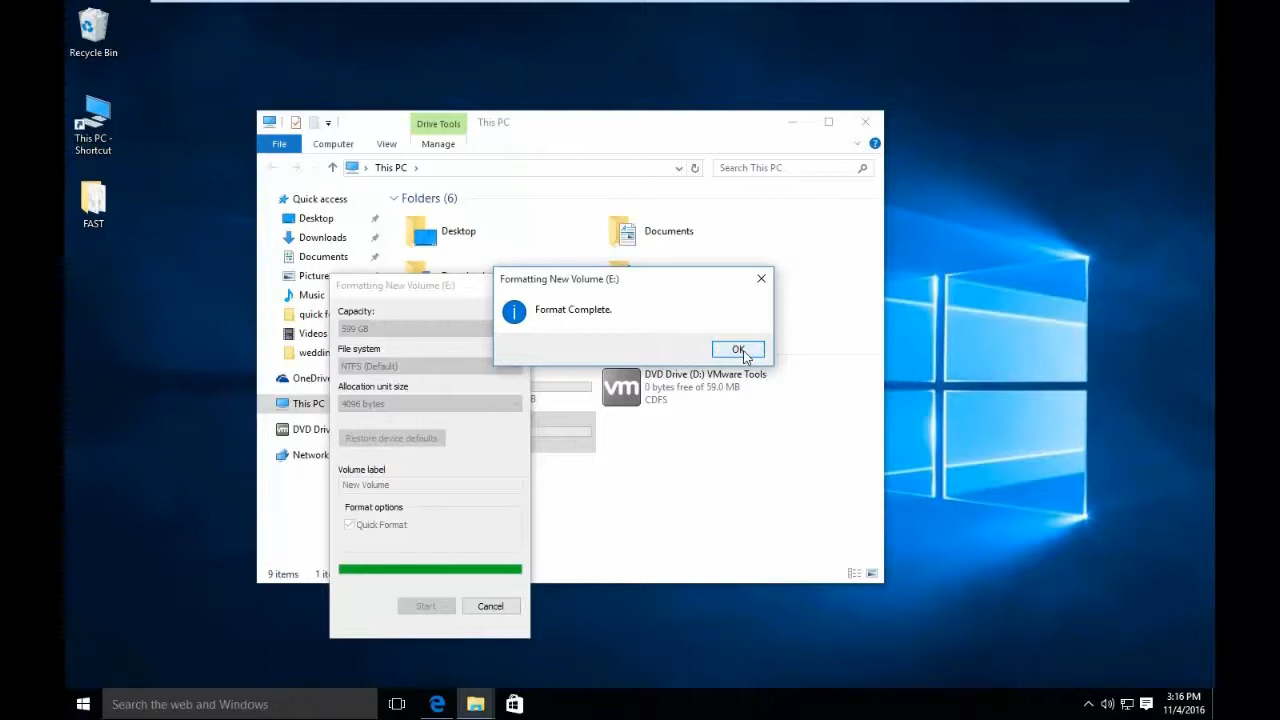 Recycle Bin
This PC -
Shortcut
FAST
Drive Tools
This PC
File
Computer
View
Manage
This PC
Search This PC
Quick access
Folders (6)
Desktop
Desktop
Documents
Downloads
Documents
Picture
Music
quick f
Videos
weddin
OneDriv
This PC
DVD Driv
Network
Formatting New Volume (E:)
Capacity:
599 GB
File system
NTFS (Default)
Allocation unit size
4096 bytes
Restore device defaults
Volume label
New Volume
Format options
Quick Format
Start
Cancel
Formatting New Volume (E:)
Format Complete.
OK
DVD Drive (D:) VMware Tools
vm
0 bytes free of 59.0 MB
CDFS
B
9 items
1 it
Search the web and Windows
3:16 PM
11/4/2016